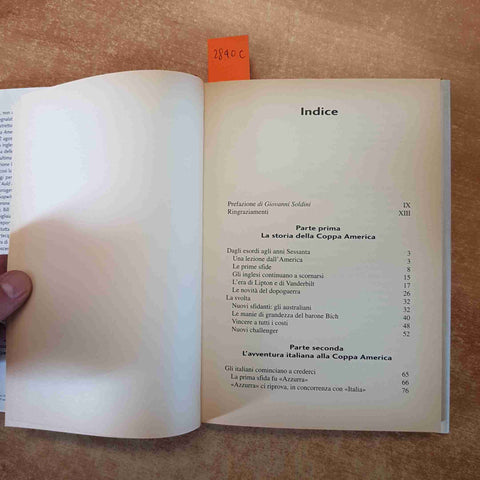 2840C
Indice
Prefazione di Giovanni Soldini IX
Ringraziamenti XIII
Parte prima
La storia della Coppa America
Dagli esordi agli anni Sessanta 3
Una lezione dall'America 3
Le prime sfide 8
Gli inglesi continuano a scornarsi 15
L'era di Lipton e di Vanderbilt 17
Le novità del dopoguerra 26
La svolta 32
Nuovi sfidanti: gli australiani 32
Le manie di grandezza del barone Bich 40
Vincere a tutti i costi 48
Nuovi challenger 52
Parte seconda
L'avventura italiana alla Coppa America
Gli italiani cominciano a crederci 65
La prima sfida fu «Azzurra» 66
«Azzurra» ci riprova, in concorrenza con «Italia» 76